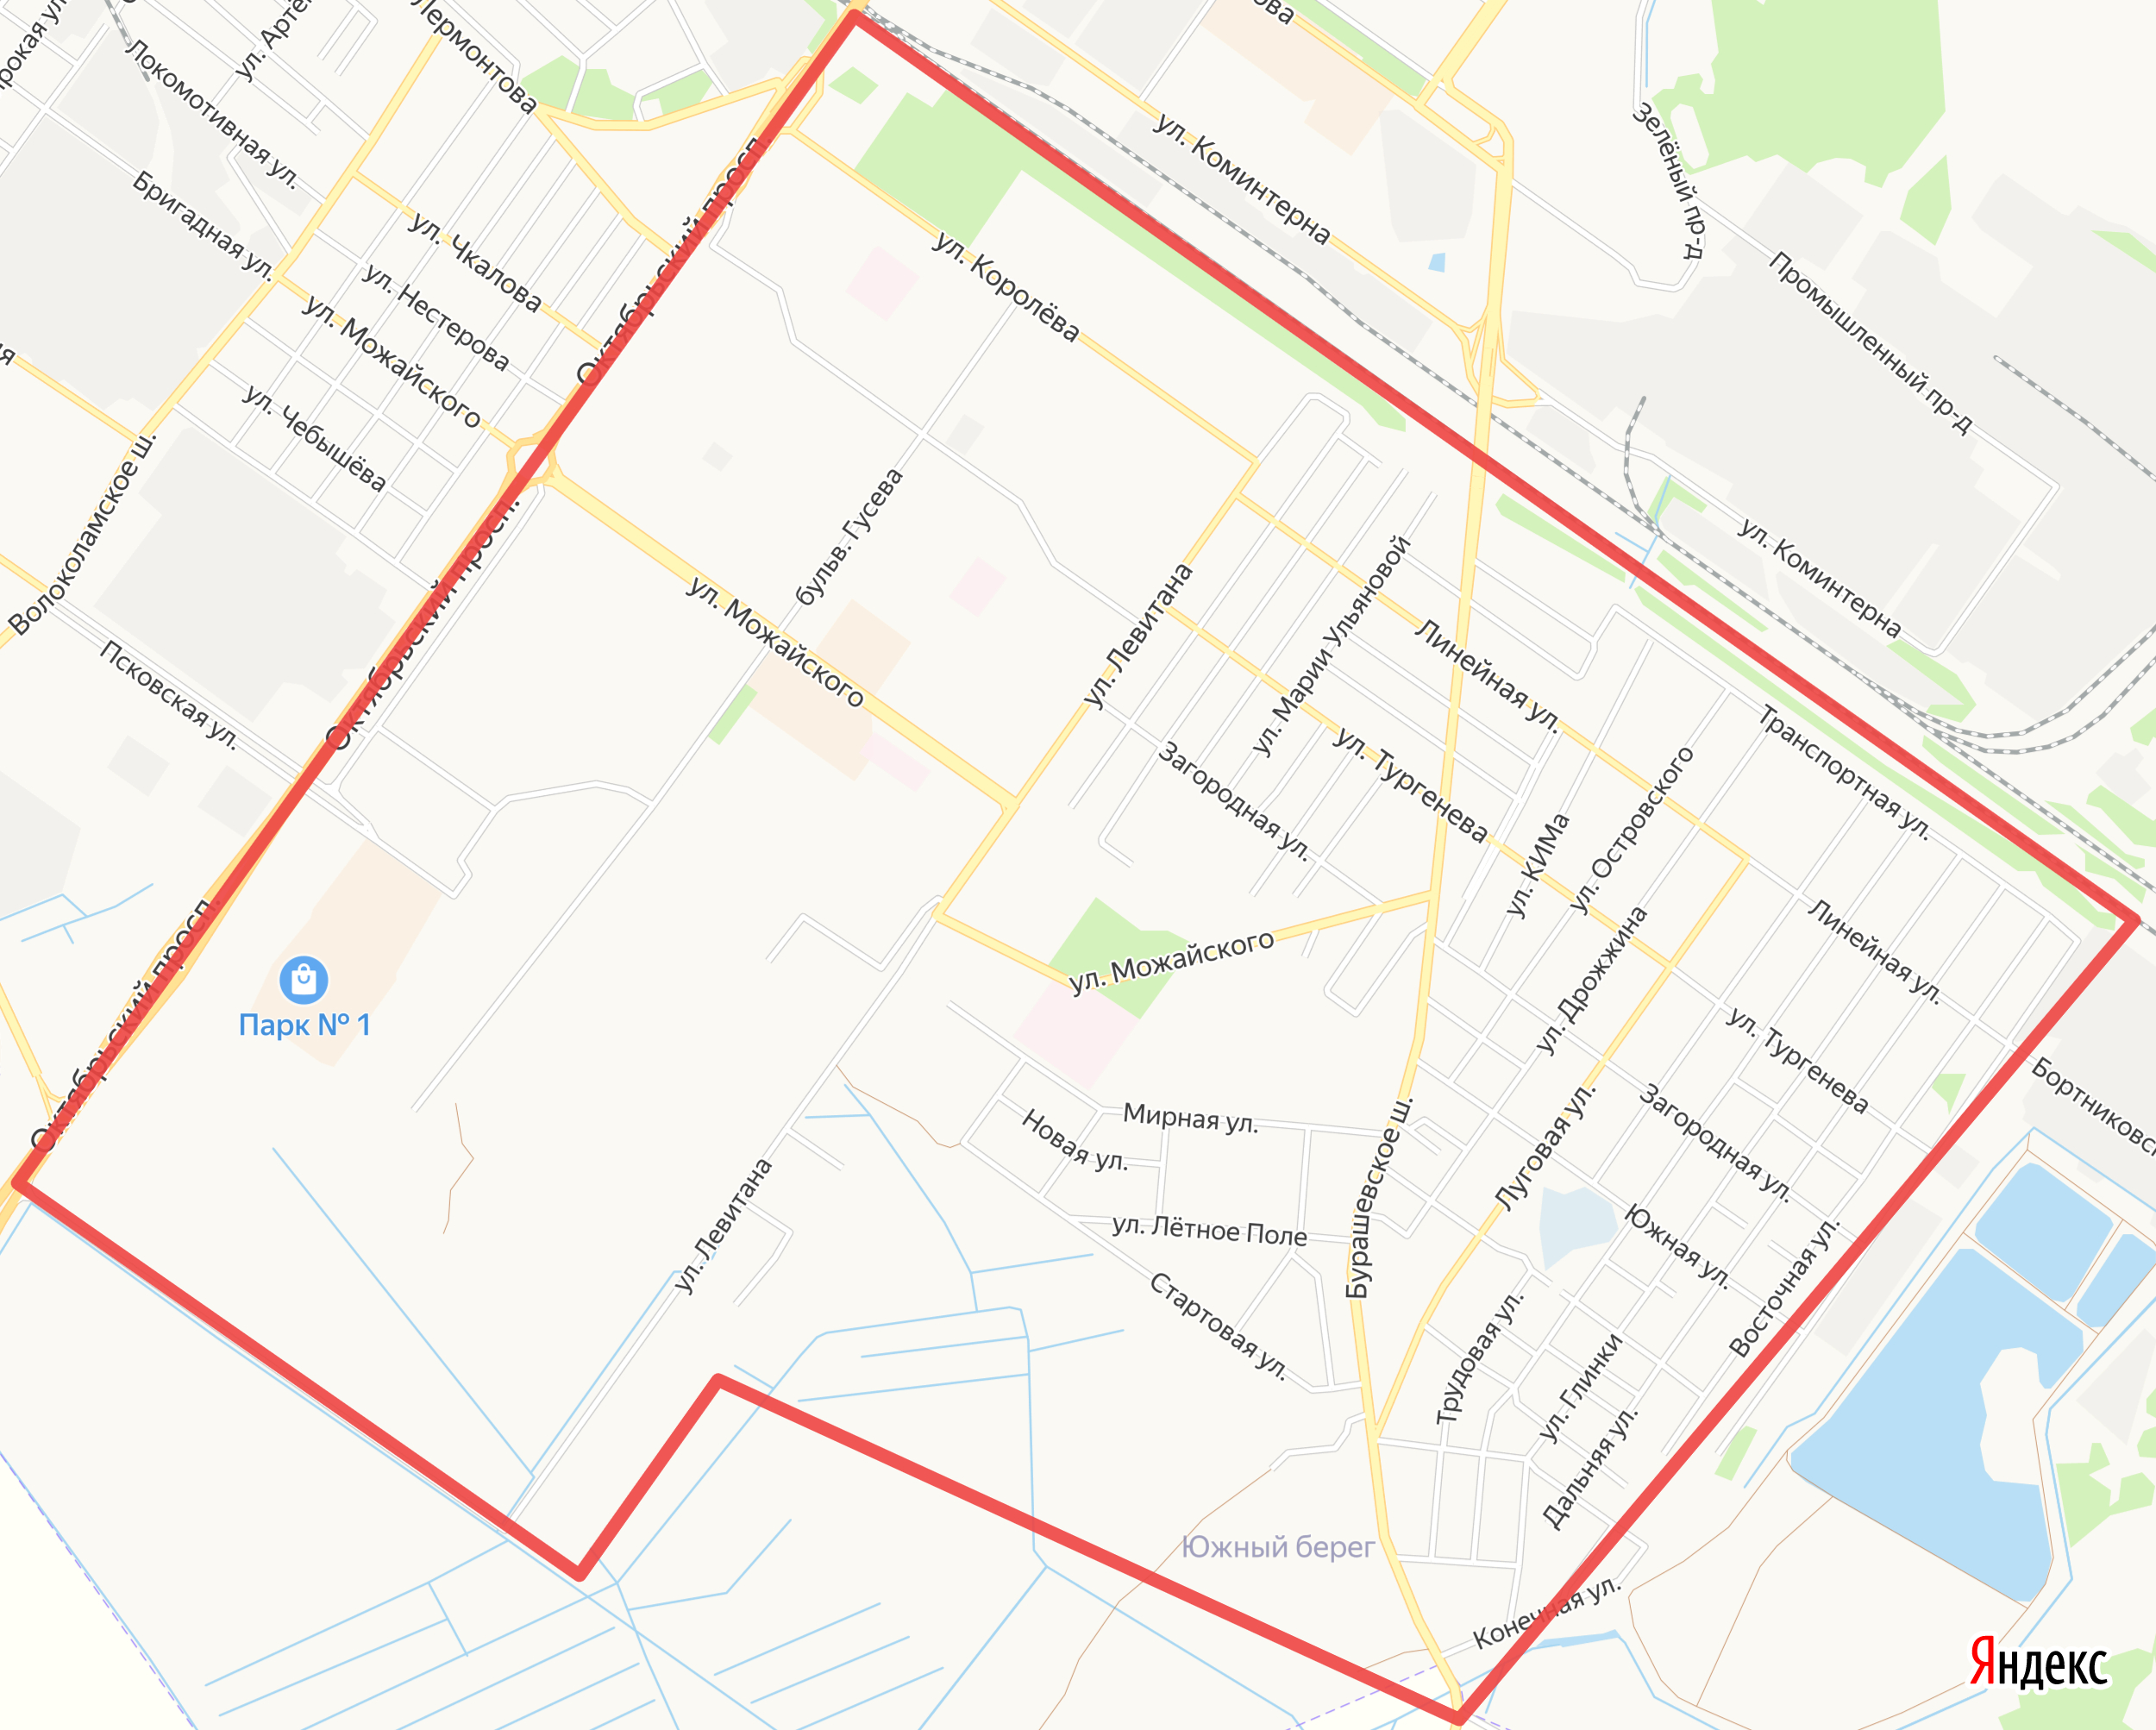 ул. Лермонтова
Локомотивная ул.
Бригадная ул.
ул. Чкалова
ул. Нестерова
ул. Можайского
ул. Чебышёва
Волоколамское ш.
Псковская ул.
Октябрьский просп.
Октябрьский просп.
Октябрьский просп.
Октябрьский просп.
ул. Коминтерна
Зелёный пр-д
Промышленный пр-д
ул. Королёва
бульв. Гусева
ул. Можайского
ул. Левитана
ул. Марии Ульяновой
Линейная ул.
ул. Коминтерна
Загородная ул.
ул. Тургенева
ул. КИМа
ул. Островского
Транспортная ул.
ул. Дрожжина
Линейная ул.
ул. Можайского
Парк № 1
ул. Тургенева
Мирная ул.
Новая ул.
Загородная ул.
Луговая ул.
Бурашевское ш.
ул. Левитана
ул. Лётное Поле
Стартовая ул.
Южная ул.
Восточная ул.
Трудовая ул.
ул. Глинки
Дальняя ул.
Южный берег
Конечная ул.
Яндекс